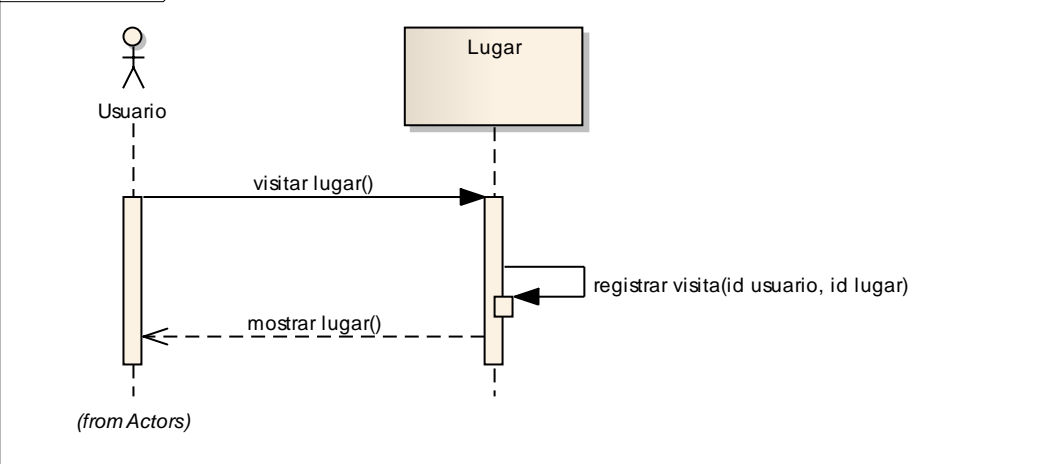 Lugar
Usuario
visitar lugar()
registrar visita(id usuario, id lugar)
mostrar lugar()
(from Actors)